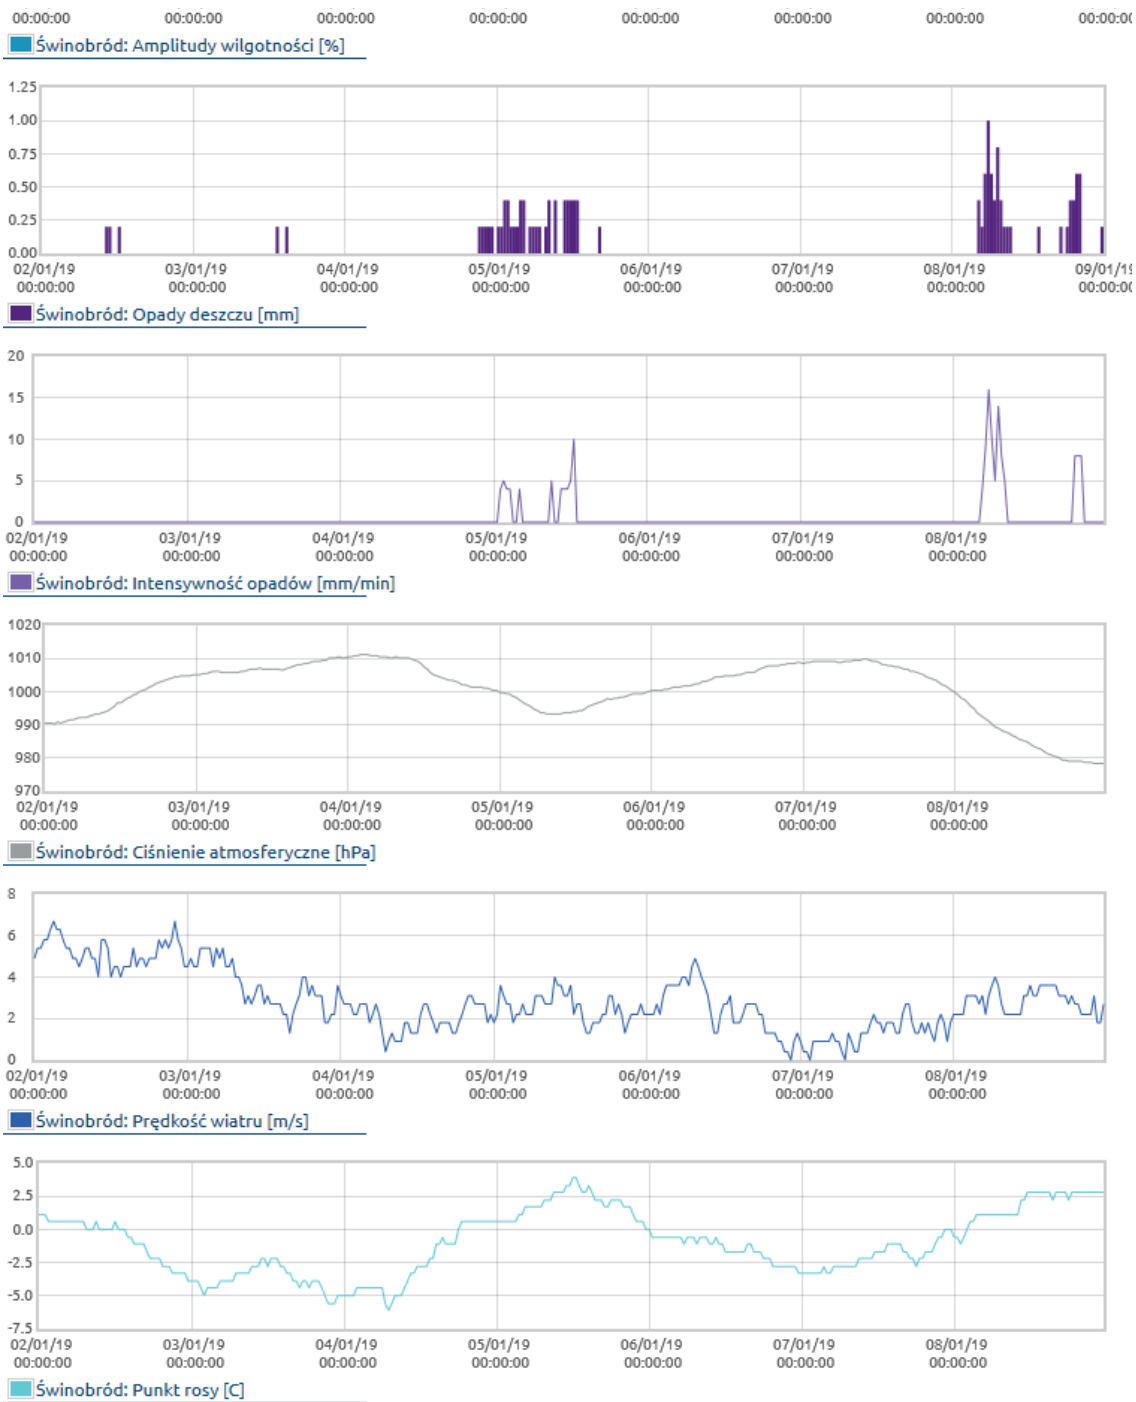 00:00:00 00:00:00 00:00:00 00:00:00 00:00:00 00:00:00 00:00:00 00:00:0
Świnobród: Amplitudy wilgotności [%]
1.25
1.00
0.75
0.50
0.25
0.00
02/01/19 03/01/19 04/01/19 05/01/19 06/01/19 07/01/19 08/01/19 09/01/19
00:00:00 00:00:00 00:00:00 00:00:00 00:00:00 00:00:00 00:00:00 00:00:0
Świnobród: Opady deszczu [mm]
20
15
10
5
0
02/01/19 03/01/19 04/01/19 05/01/19 06/01/19 07/01/19 08/01/19
00:00:00 00:00:00 00:00:00 00:00:00 00:00:00 00:00:00 00:00:00
Świnobród: Intensywność opadów [mm/min]
1020
1010
1000
990
980
970
02/01/19 03/01/19 04/01/19 05/01/19 06/01/19 07/01/19 08/01/19
00:00:00 00:00:00 00:00:00 00:00:00 00:00:00 00:00:00 00:00:00
Świnobród: Ciśnienie atmosferyczne [hPa]
8
6
4
2
0
02/01/19 03/01/19 04/01/19 05/01/19 06/01/19 07/01/19 08/01/19
00:00:00 00:00:00 00:00:00 00:00:00 00:00:00 00:00:00 00:00:00
Świnobród: Prędkość wiatru [m/s]
5.0
2.5
0.0
-2.5
-5.0
-7.5
02/01/19 03/01/19 04/01/19 05/01/19 06/01/19 07/01/19 08/01/19
00:00:00 00:00:00 00:00:00 00:00:00 00:00:00 00:00:00 00:00:00
Świnobród: Punkt rosy [C]